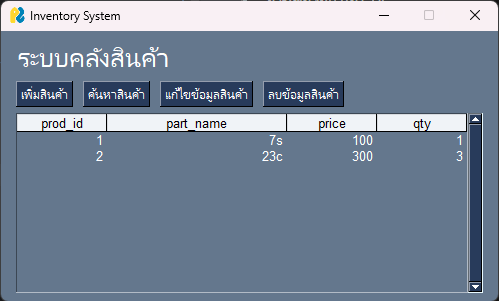 Inventory System
ระบบคลังสินค้า
เพิ่มสินค้า ค้นหาสินค้า แก้ไขข้อมูลสินค้า ลบข้อมูลสินค้า
prod_id part_name price qty
1 7s 100 1
2 23c 300 3